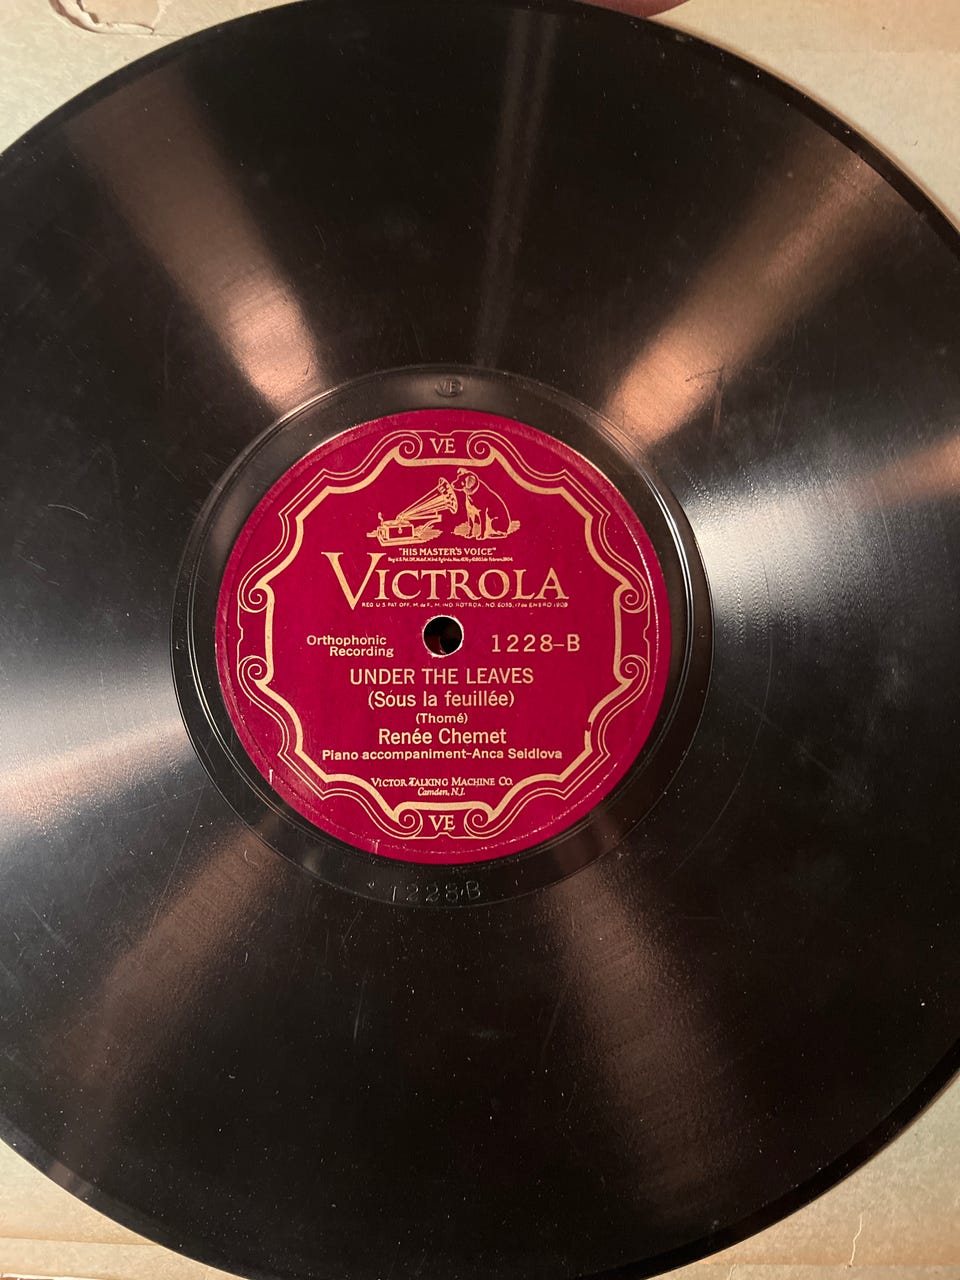 VE
VE
"HIS MASTER'S VOICE"
VICTROLA
Orthophonic
Recording
1228-B
UNDER THE LEAVES
(Sous la feuillée)
(Thomé)
Renée Chemet
Piano accompaniment-Anca Seidlova
VICTOR TALKING MACHINE CO.
Camden, N.J.
VE
1228B